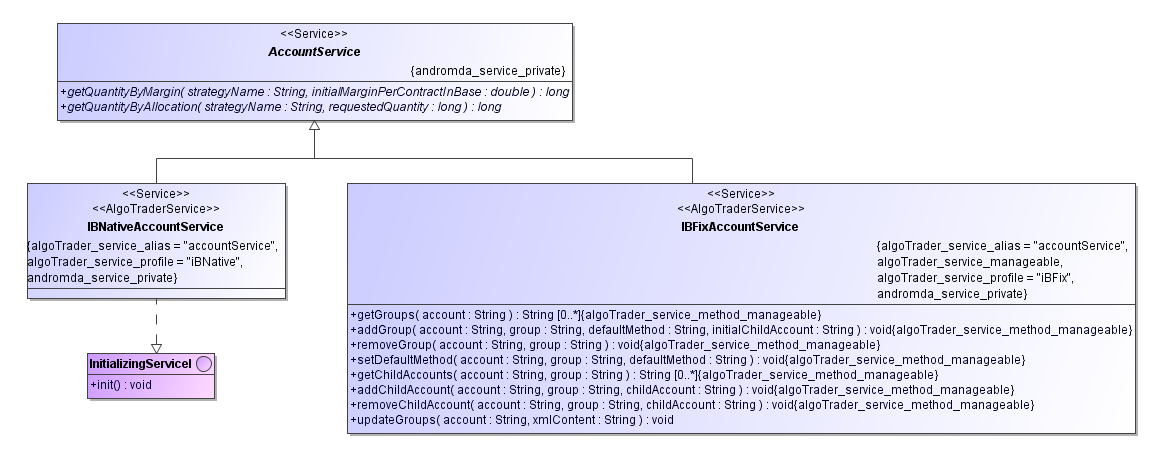 <<Service>>
AccountService
{andromda_service_private}
+getQuantityByMargin( strategyName : String, initialMarginPerContractInBase : double ) : long
+getQuantityByAllocation( strategyName : String, requestedQuantity : long ) : long
<<Service>>
<<AlgoTraderService>>
IBNativeAccountService
{algoTrader_service_alias = "accountService",
algoTrader_service_profile = "iBNative",
andromda_service_private}
<<Service>>
<<AlgoTraderService>>
IBFixAccountService
{algoTrader_service_alias = "accountService",
algoTrader_service_manageable,
algoTrader_service_profile = "iBFix",
andromda_service_private}
+getGroups( account : String ) : String [0..*]{algoTrader_service_method_manageable}
+addGroup( account : String, group : String, defaultMethod : String, initialChildAccount : String ) : void{algoTrader_service_method_manageable}
+removeGroup( account : String, group : String ) : void{algoTrader_service_method_manageable}
+setDefaultMethod( account : String, group : String, defaultMethod : String ) : void{algoTrader_service_method_manageable}
+getChildAccounts( account : String, group : String ) : String [0..*]{algoTrader_service_method_manageable}
+addChildAccount( account : String, group : String, childAccount : String ) : void{algoTrader_service_method_manageable}
+removeChildAccount( account : String, group : String, childAccount : String ) : void{algoTrader_service_method_manageable}
+updateGroups( account : String, xmlContent : String ) : void
InitializingServiceI
+init() : void